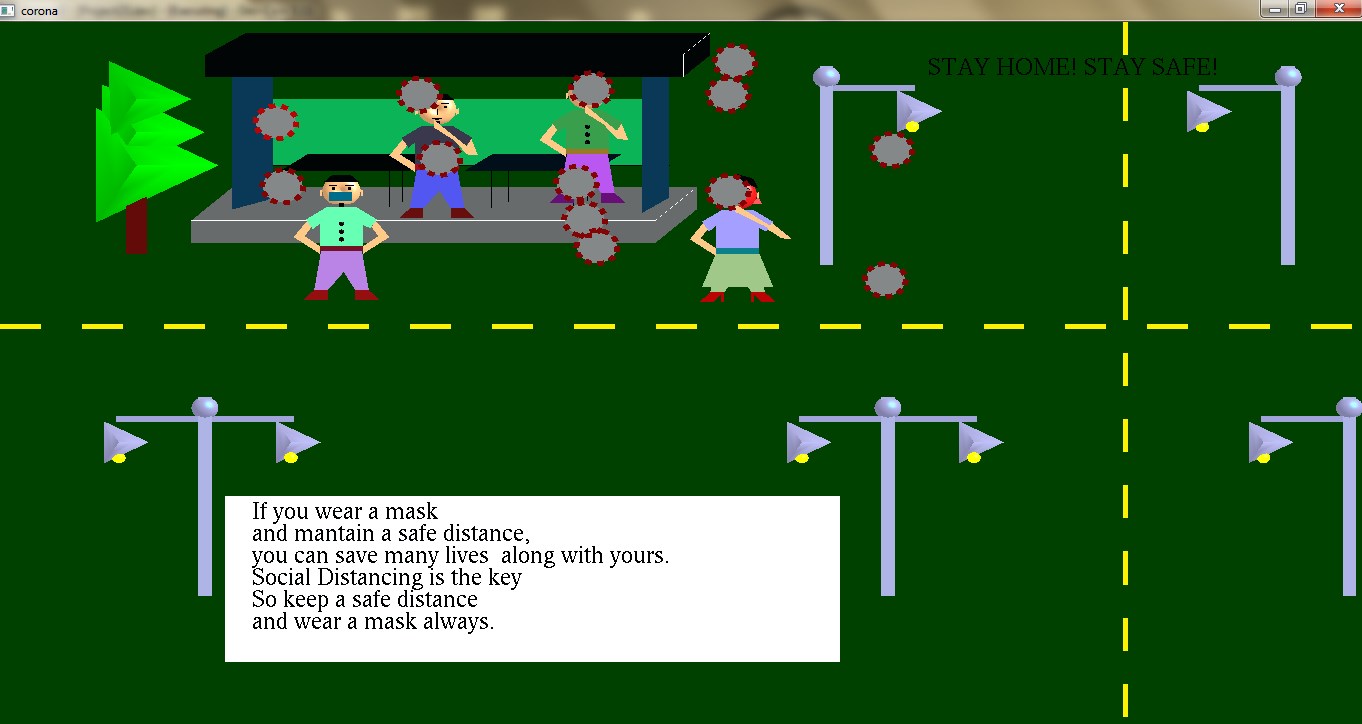 corona
STAY HOME! STAY SAFE!
If you wear a mask
and mantain a safe distance,
you can save many lives  along with yours.
Social Distancing is the key
So keep a safe distance
and wear a mask always.